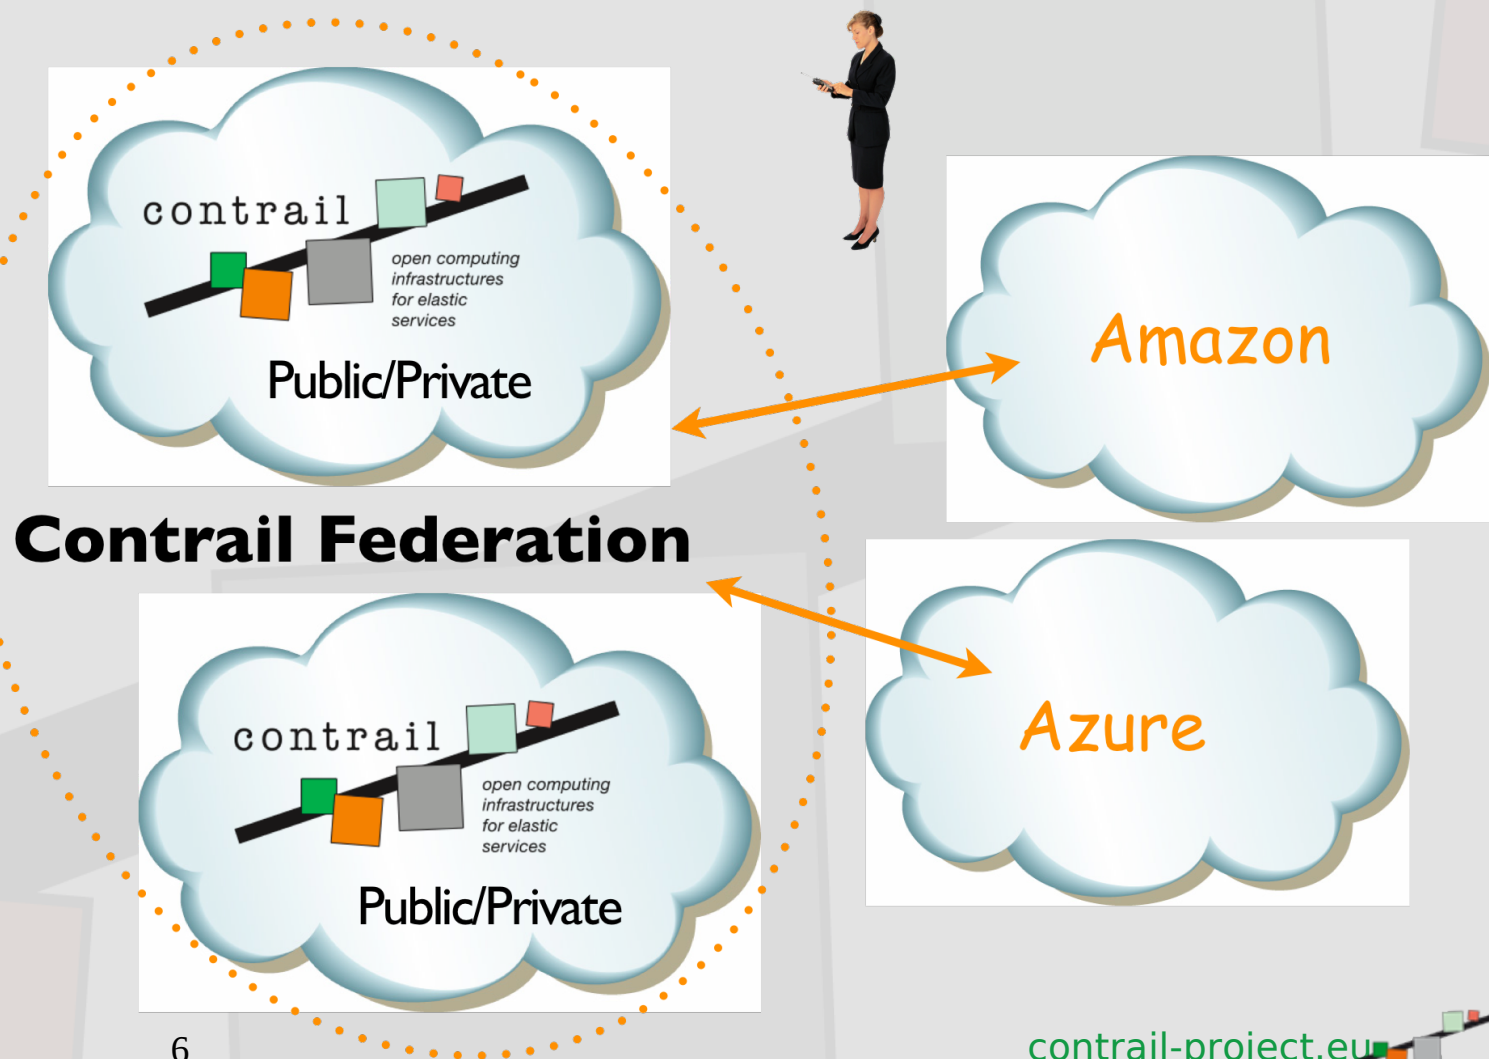 contrail
open computing
infrastructures
for elastic
services
Public/Private
Amazon
Contrail Federation
contrail
open computing
infrastructures
for elastic
services
Public/Private
Azure
6
contrail-project.eu